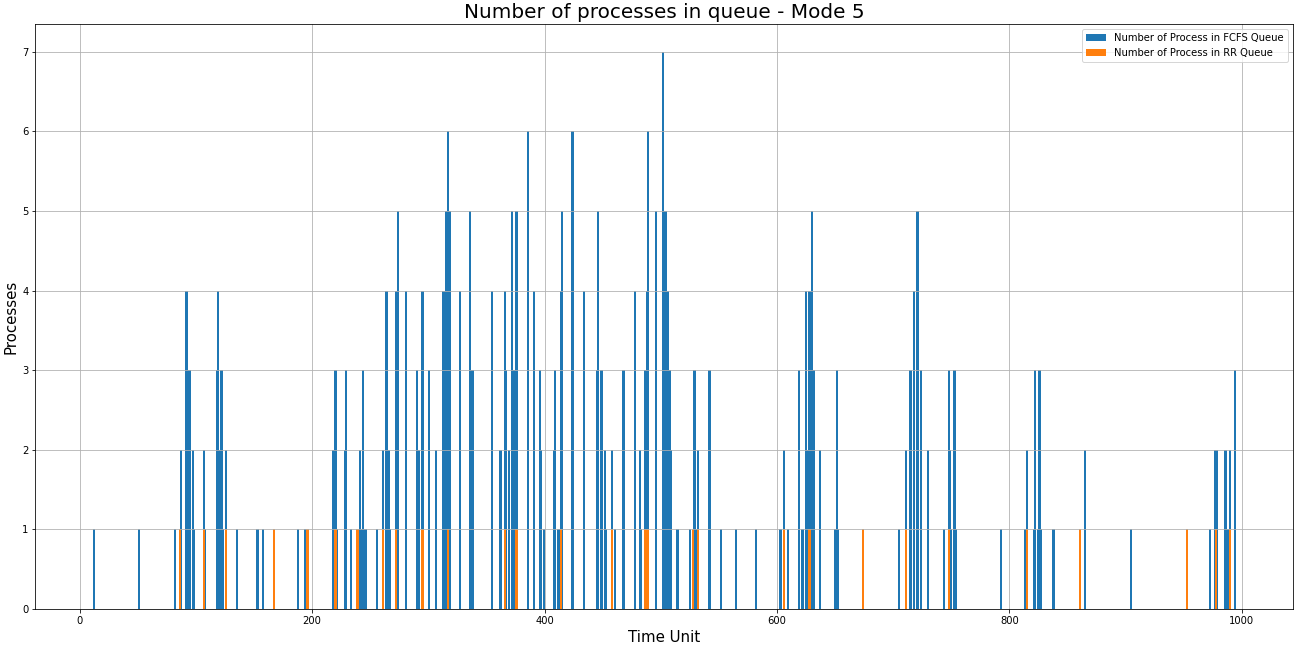 Number of processes in queue - Mode 5
Number of Process in FCFS Queue
Number of Process in RR Queue
Processes
7
6
5
4
3
2
1
0
0 200 400 600 800 1000
Time Unit